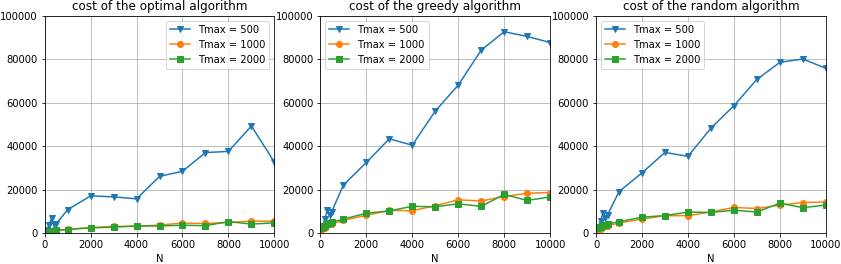 cost of the optimal algorithm
100000
80000
60000
40000
20000
0
0
2000
4000
6000
8000
10000
N
Tmax = 500
Tmax = 1000
Tmax = 2000
cost of the greedy algorithm
100000
80000
60000
40000
20000
0
0
2000
4000
6000
8000
10000
N
Tmax = 500
Tmax = 1000
Tmax = 2000
cost of the random algorithm
100000
80000
60000
40000
20000
0
0
2000
4000
6000
8000
10000
N
Tmax = 500
Tmax = 1000
Tmax = 2000